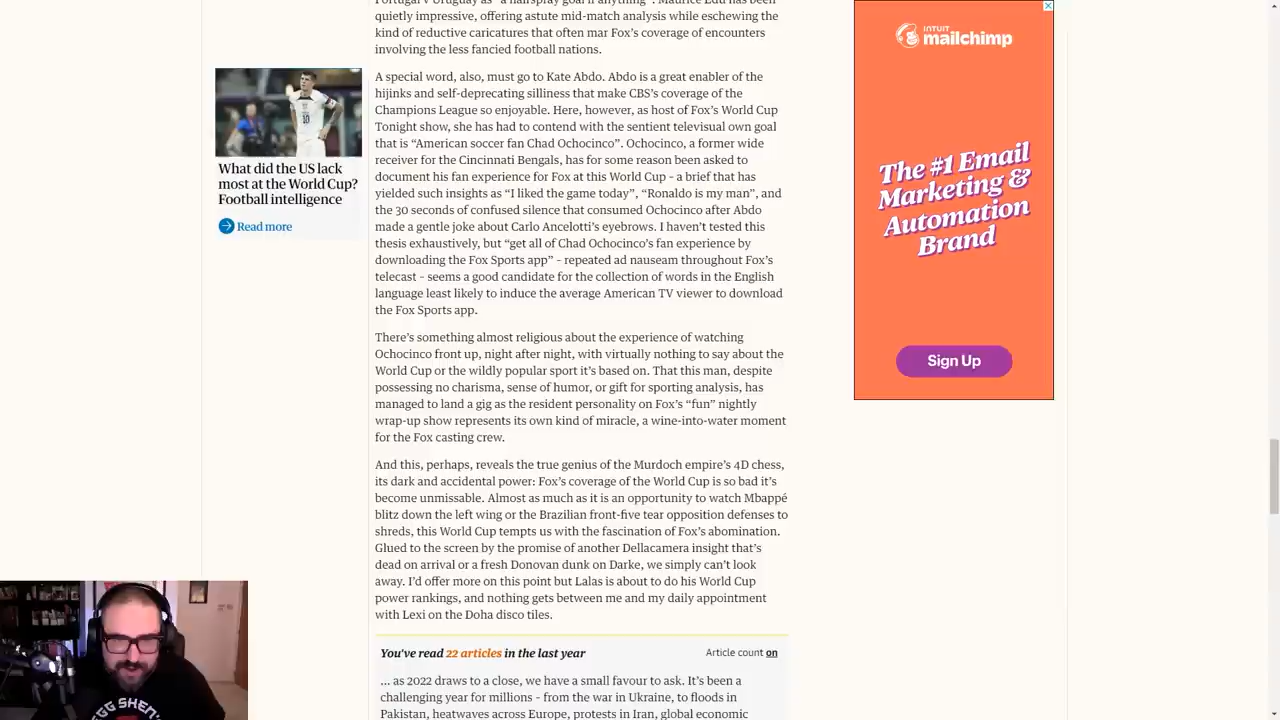 Portugal v Uruguay as "a hairspray goal if anything". Maurice Edu has been
quietly impressive, offering astute mid-match analysis while eschewing the
kind of reductive caricatures that often mar Fox's coverage of encounters
involving the less fancied football nations.
What did the US lack
most at the World Cup?
Football intelligence
Read more
A special word, also, must go to Kate Abdo. Abdo is a great enabler of the
hijinks and self-deprecating silliness that make CBS's coverage of the
Champions League so enjoyable. Here, however, as host of Fox's World Cup
Tonight show, she has had to contend with the sentient televisual own goal
that is "American soccer fan Chad Ochocinco". Ochocinco, a former wide
receiver for the Cincinnati Bengals, has for some reason been asked to
document his fan experience for Fox at this World Cup – a brief that has
yielded such insights as "I liked the game today", "Ronaldo is my man", and
the 30 seconds of confused silence that consumed Ochocinco after Abdo
made a gentle joke about Carlo Ancelotti's eyebrows. I haven't tested this
thesis exhaustively, but "get all of Chad Ochocinco's fan experience by
downloading the Fox Sports app" – repeated ad nauseam throughout Fox's
telecast – seems a good candidate for the collection of words in the English
language least likely to induce the average American TV viewer to download
the Fox Sports app.
There's something almost religious about the experience of watching
Ochocinco front up, night after night, with virtually nothing to say about the
World Cup or the wildly popular sport it's based on. That this man, despite
possessing no charisma, sense of humor, or gift for sporting analysis, has
managed to land a gig as the resident personality on Fox's "fun" nightly
wrap-up show represents its own kind of miracle, a wine-into-water moment
for the Fox casting crew.
And this, perhaps, reveals the true genius of the Murdoch empire's 4D chess,
its dark and accidental power: Fox's coverage of the World Cup is so bad it's
become unmissable. Almost as much as it is an opportunity to watch Mbappé
blitz down the left wing or the Brazilian front-five tear opposition defenses to
shreds, this World Cup tempts us with the fascination of Fox's abomination.
Glued to the screen by the promise of another Dellacamera insight that's
dead on arrival or a fresh Donovan dunk on Darke, we simply can't look
away. I'd offer more on this point but Lalas is about to do his World Cup
power rankings, and nothing gets between me and my daily appointment
with Lexi on the Doha disco tiles.
You've read 22 articles in the last year
Article count on
... as 2022 draws to a close, we have a small favour to ask. It's been a
challenging year for millions – from the war in Ukraine, to floods in
Pakistan, heatwaves across Europe, protests in Iran, global economic
INTUIT
mailchimp
The #1 Email
Marketing &
Automation
Brand
Sign Up
EGG SHEN'